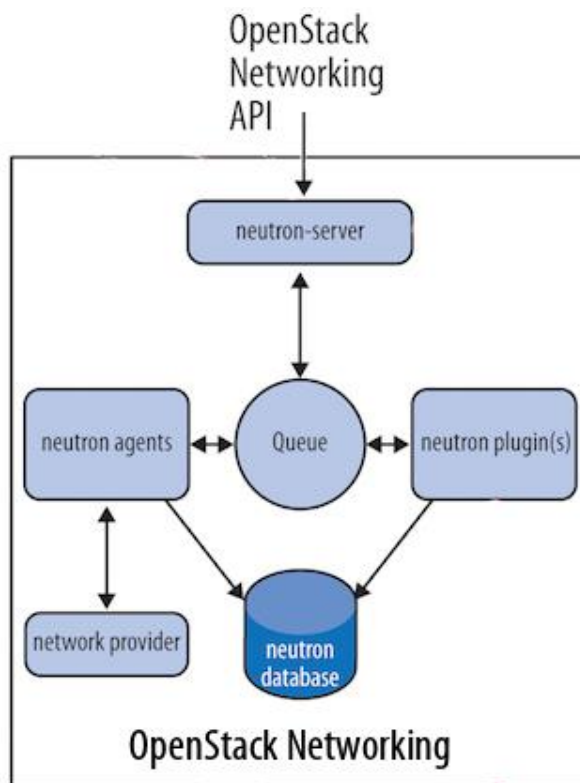 OpenStack
Networking
API
neutron-server
neutron agents
Queue
neutron plugin(s)
network provider
neutron
database
OpenStack Networking